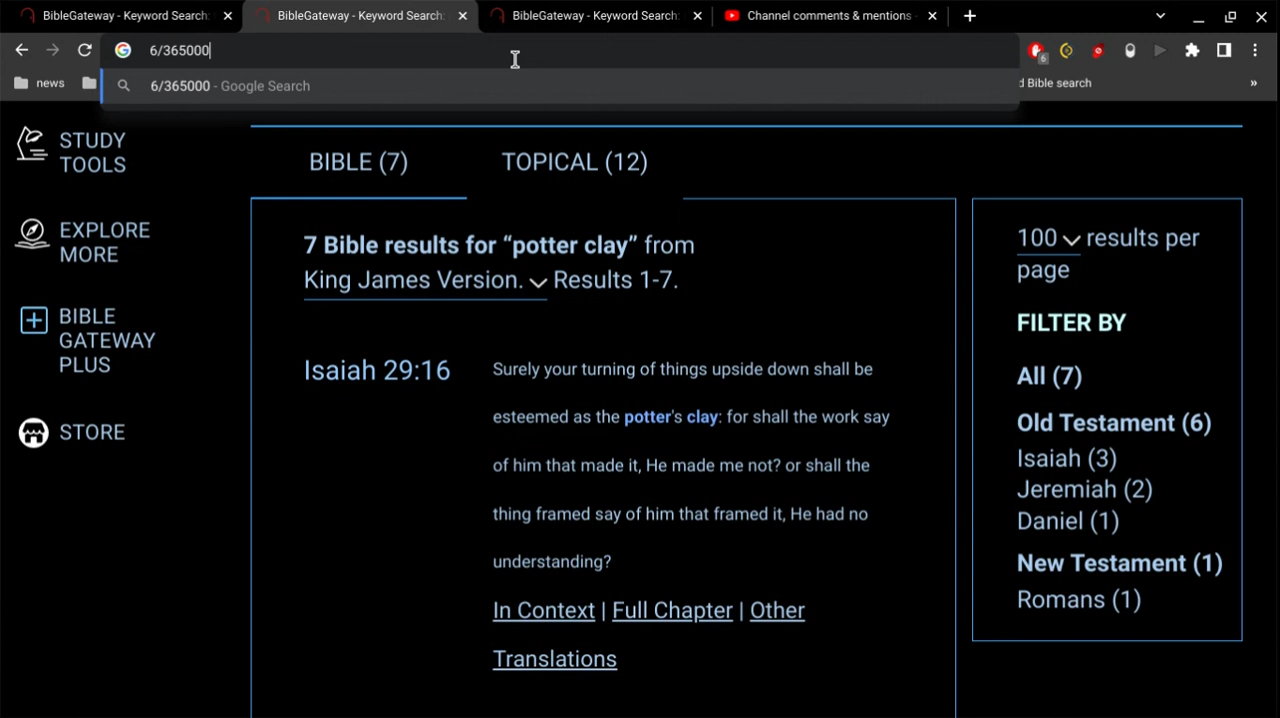 BibleGateway - Keyword Search:
BibleGateway - Keyword Search:
BibleGateway - Keyword Search:
Channel comments & mentions -
6/365000
6
6/365000 - Google Search
news
d Bible search
»
STUDY
TOOLS
EXPLORE
MORE
BIBLE
GATEWAY
PLUS
STORE
BIBLE (7)
TOPICAL (12)
7 Bible results for “potter clay” from
King James Version. Results 1-7.
Isaiah 29:16
Surely your turning of things upside down shall be
esteemed as the potter's clay: for shall the work say
of him that made it, He made me not? or shall the
thing framed say of him that framed it, He had no
understanding?
In Context | Full Chapter | Other
Translations
100 results per
page
FILTER BY
All (7)
Old Testament (6)
Isaiah (3)
Jeremiah (2)
Daniel (1)
New Testament (1)
Romans (1)